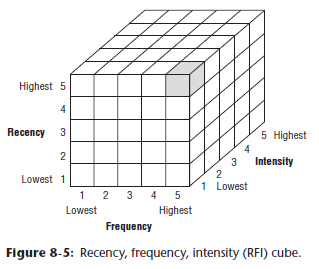 Highest 5
4
Recency 3
2
Lowest 1
1 2 3 4 5
Lowest Highest
Frequency
1 Lowest
2
3
4
5 Highest
Intensity
Figure 8-5: Recency, frequency, intensity (RFI) cube.